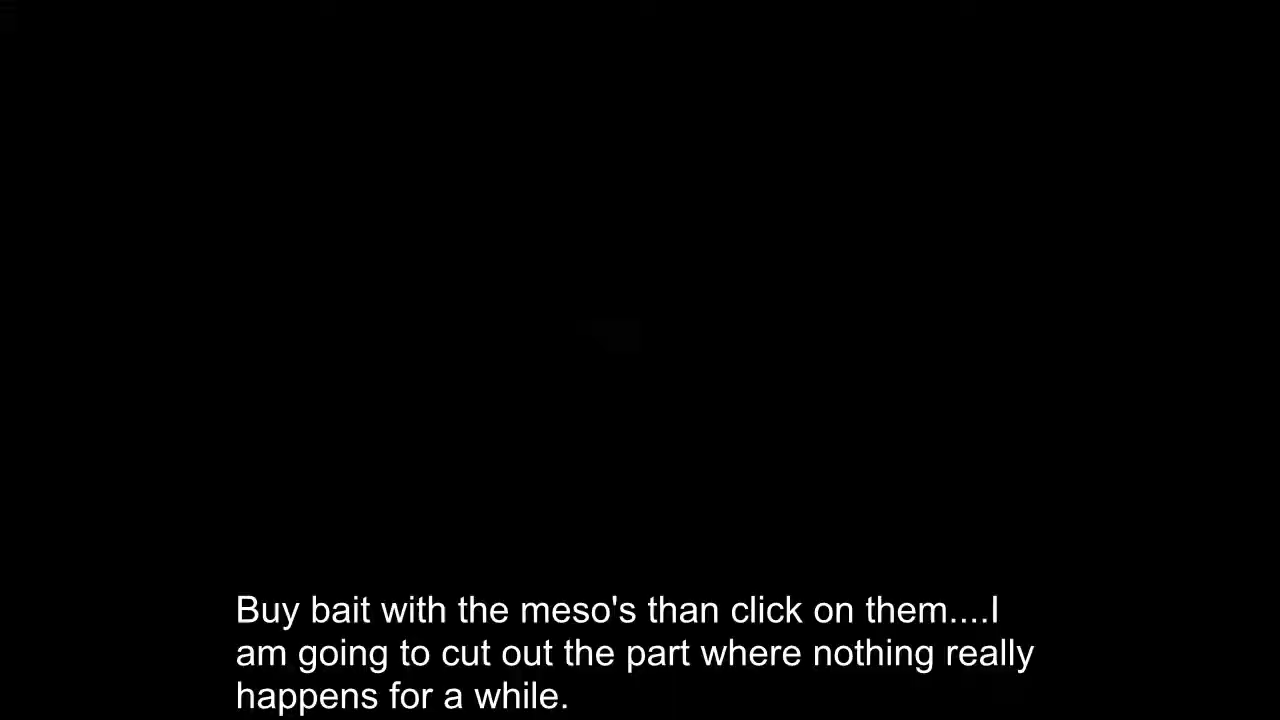 Buy bait with the meso's than click on them....I
am going to cut out the part where nothing really
happens for a while.